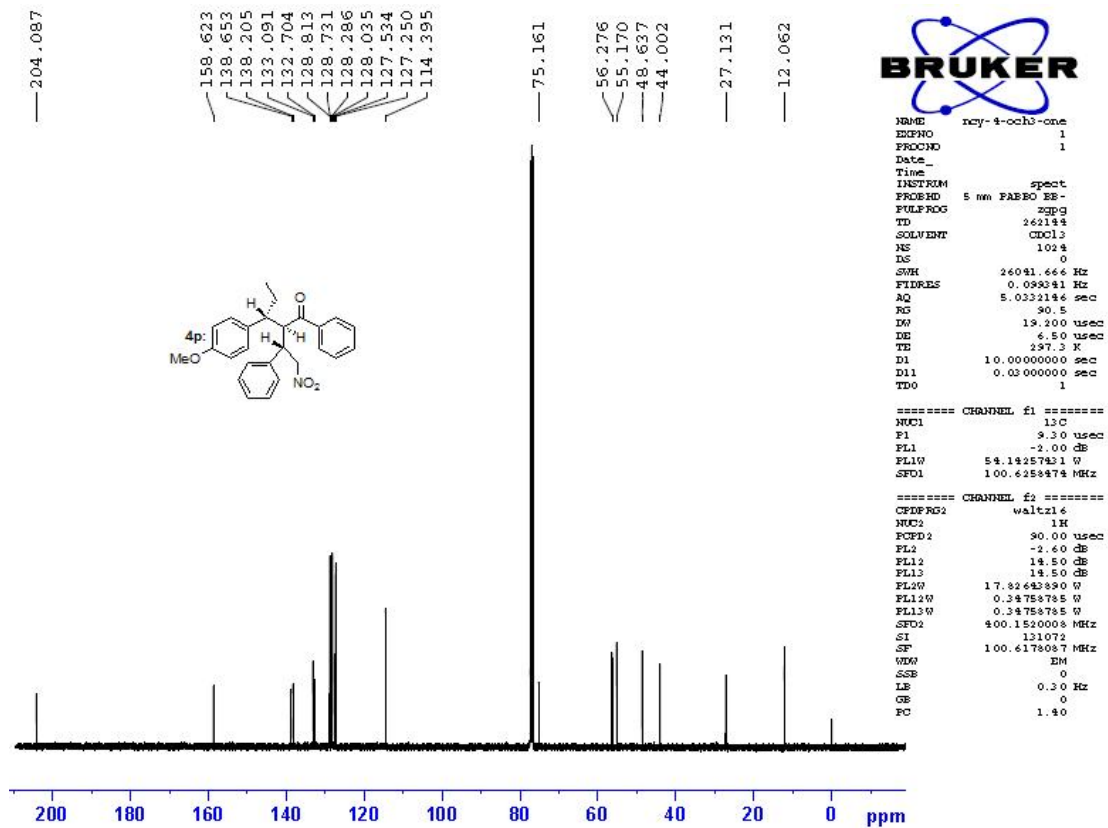 204.087
158.623
138.653
138.205
133.091
132.704
128.813
128.731
128.286
128.035
127.534
127.250
114.395
75.161
56.276
55.170
48.637
44.002
27.131
12.062
BRUKER
NAME ncy-4-och3-one
EXPNO 1
PROCNO 1
Date_
Time
INSTRUM spect
PROBHD 5 mm PABBO BB-
PULPROG zgpg
TD 262144
SOLVENT CDCl3
NS 1024
DS 0
SWH 26041.666 Hz
FIDRES 0.099341 Hz
AQ 5.0332146 sec
RG 90.5
DW 19.200 usec
DE 6.50 usec
TE 297.3 K
D1 10.00000000 sec
D11 0.03000000 sec
TD0 1
======== CHANNEL f1 ========
NUC1 13C
P1 9.30 usec
PL1 -2.00 dB
PL1W 54.14257431 W
SFO1 100.6258474 MHz
======== CHANNEL f2 ========
CPDPRG2 waltz16
NUC2 1H
PCPD2 90.00 usec
PL2 -2.60 dB
PL12 14.50 dB
PL13 14.50 dB
PL2W 17.82643890 W
PL12W 0.34758785 W
PL13W 0.34758785 W
SFO2 400.1520008 MHz
SI 131072
SF 100.6178087 MHz
WDW EM
SSB 0
LB 0.30 Hz
GB 0
PC 1.40
H O
4p: H H
MeO
NO2
200 180 160 140 120 100 80 60 40 20 0 ppm